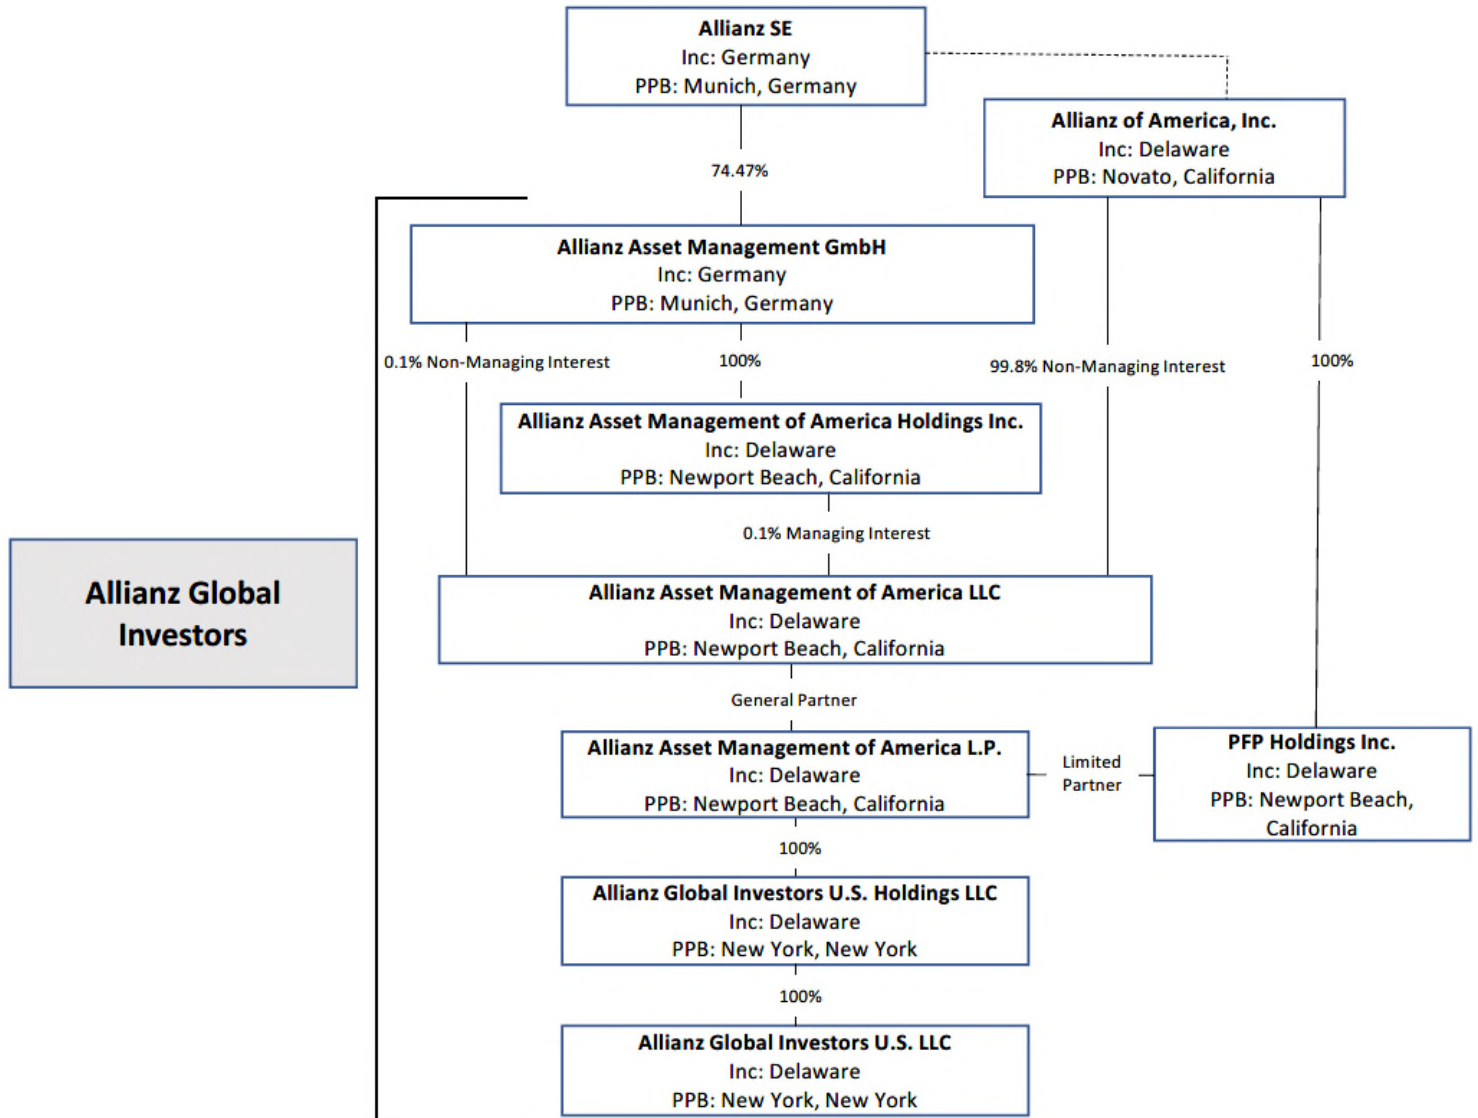 Allianz SE
Inc: Germany
PPB: Munich, Germany
Allianz of America, Inc.
Inc: Delaware
PPB: Novato, California
74.47%
Allianz Asset Management GmbH
Inc: Germany
PPB: Munich, Germany
0.1% Non-Managing Interest
100%
99.8% Non-Managing Interest
100%
Allianz Asset Management of America Holdings Inc.
Inc: Delaware
PPB: Newport Beach, California
0.1% Managing Interest
Allianz Global
Investors
Allianz Asset Management of America LLC
Inc: Delaware
PPB: Newport Beach, California
General Partner
Allianz Asset Management of America L.P.
Inc: Delaware
PPB: Newport Beach, California
Limited
Partner
PFP Holdings Inc.
Inc: Delaware
PPB: Newport Beach,
California
100%
Allianz Global Investors U.S. Holdings LLC
Inc: Delaware
PPB: New York, New York
100%
Allianz Global Investors U.S. LLC
Inc: Delaware
PPB: New York, New York